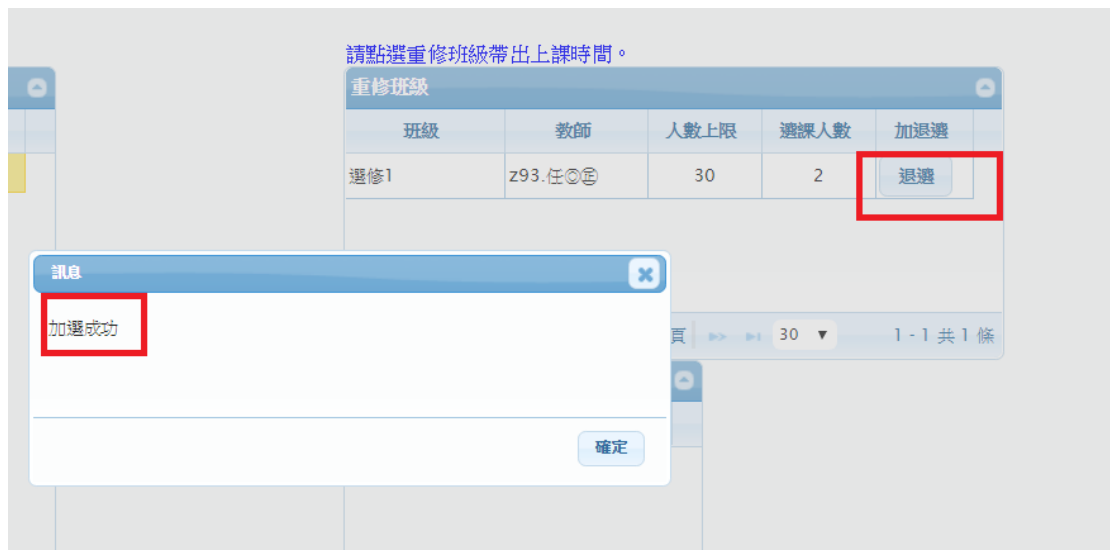 請點選重修班級帶出上課時間。
重修班級
班級 教師 人數上限 選課人數 加退選
選修1 z93.任◎㊣ 30 2 退選
訊息
加選成功
頁 30 ▼ 1 - 1 共 1 條
確定